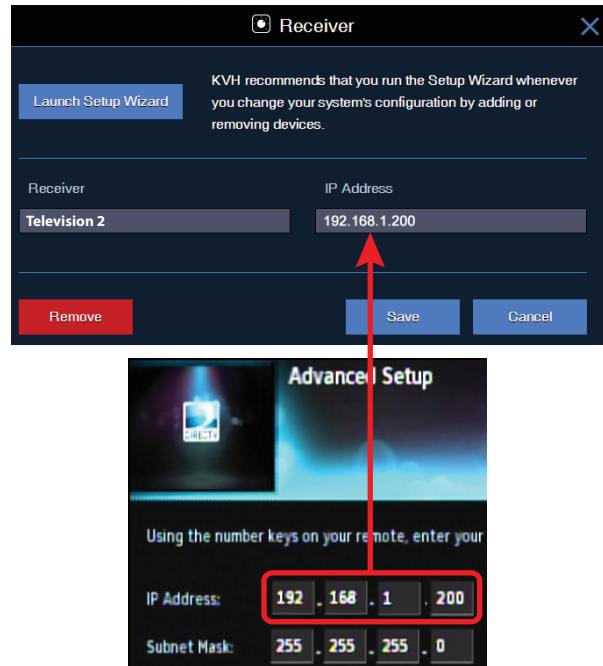 Receiver
Launch Setup Wizard
KVH recommends that you run the Setup Wizard whenever
you change your system's configuration by adding or
removing devices.
Receiver
IP Address
Television 2
192.168.1.200
Remove
Save
Cancel
Advanced Setup
DIRECTV
Using the number keys on your remote, enter your
IP Address: 192 . 168 . 1 . 200
Subnet Mask: 255 . 255 . 255 . 0